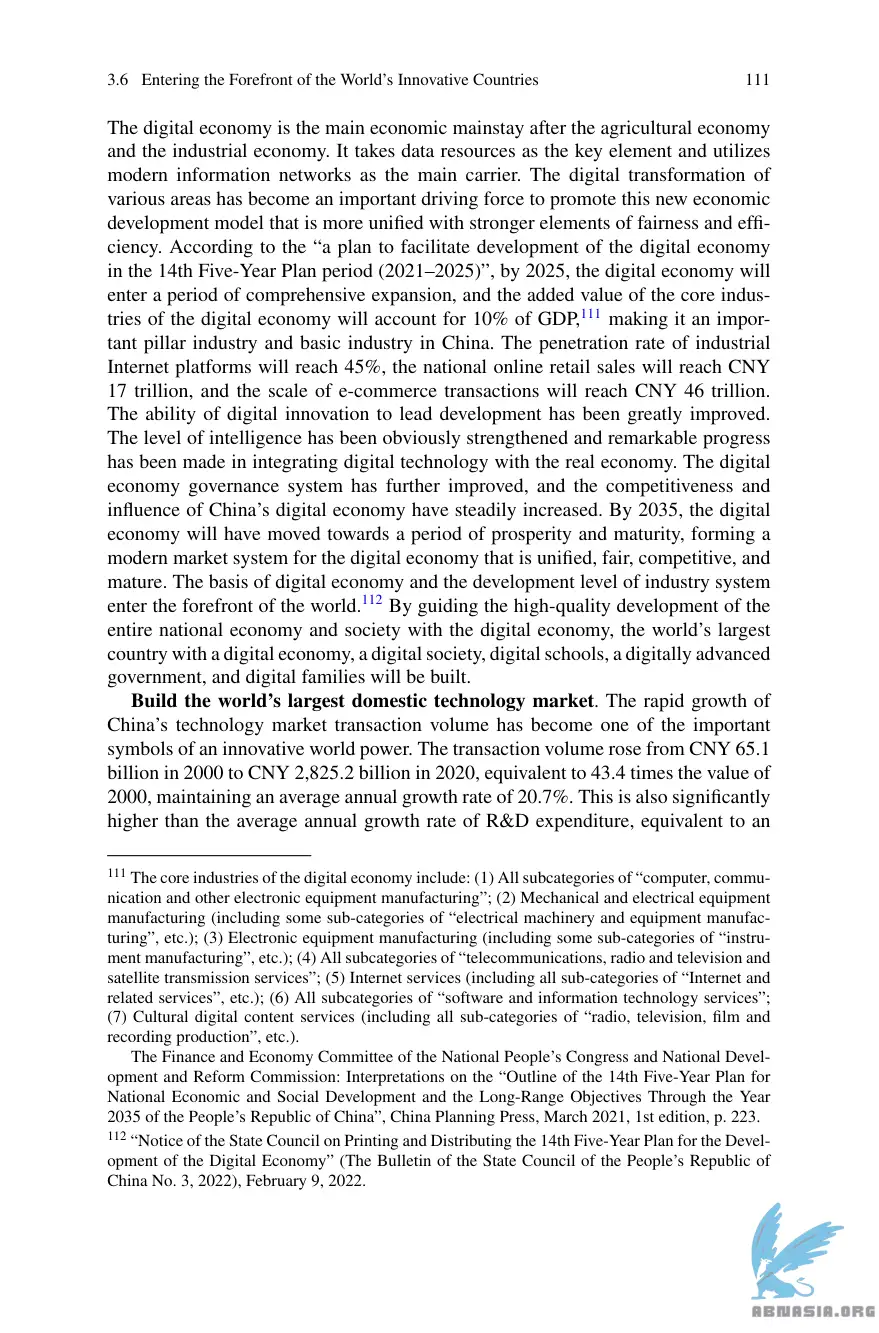 3.6 Entering the Forefront of the World’s Innovative Countries 111
The digital economy is the main economic mainstay after the agricultural economy
and the industrial economy. It takes data resources as the key element and utilizes
modern information networks as the main carrier. The digital transformation of
various areas has become an important driving force to promote this new economic
development model that is more unified with stronger elements of fairness and effi-
ciency. According to the “a plan to facilitate development of the digital economy
in the 14th Five-Year Plan period (2021–2025)”, by 2025, the digital economy will
enter a period of comprehensive expansion, and the added value of the core indus-
tries of the digital economy will account for 10% of GDP,111 making it an impor-
tant pillar industry and basic industry in China. The penetration rate of industrial
Internet platforms will reach 45%, the national online retail sales will reach CNY
17 trillion, and the scale of e-commerce transactions will reach CNY 46 trillion.
The ability of digital innovation to lead development has been greatly improved.
The level of intelligence has been obviously strengthened and remarkable progress
has been made in integrating digital technology with the real economy. The digital
economy governance system has further improved, and the competitiveness and
influence of China’s digital economy have steadily increased. By 2035, the digital
economy will have moved towards a period of prosperity and maturity, forming a
modern market system for the digital economy that is unified, fair, competitive, and
mature. The basis of digital economy and the development level of industry system
enter the forefront of the world.112 By guiding the high-quality development of the
entire national economy and society with the digital economy, the world’s largest
country with a digital economy, a digital society, digital schools, a digitally advanced
government, and digital families will be built.
Build the world’s largest domestic technology market. The rapid growth of
China’s technology market transaction volume has become one of the important
symbols of an innovative world power. The transaction volume rose from CNY 65.1
billion in 2000 to CNY 2,825.2 billion in 2020, equivalent to 43.4 times the value of
2000, maintaining an average annual growth rate of 20.7%. This is also significantly
higher than the average annual growth rate of R&D expenditure, equivalent to an
111 The core industries of the digital economy include: (1) All subcategories of “computer, commu-
nication and other electronic equipment manufacturing”; (2) Mechanical and electrical equipment
manufacturing (including some sub-categories of “electrical machinery and equipment manufac-
turing”, etc.); (3) Electronic equipment manufacturing (including some sub-categories of “instru-
ment manufacturing”, etc.); (4) All subcategories of “telecommunications, radio and television and
satellite transmission services”; (5) Internet services (including all sub-categories of “Internet and
related services”, etc.); (6) All subcategories of “software and information technology services”;
(7) Cultural digital content services (including all sub-categories of “radio, television, film and
recording production”, etc.).
The Finance and Economy Committee of the National People’s Congress and National Devel-
opment and Reform Commission: Interpretations on the “Outline of the 14th Five-Year Plan for
National Economic and Social Development and the Long-Range Objectives Through the Year
2035 of the People’s Republic of China”, China Planning Press, March 2021, 1st edition, p. 223.
112 “Notice of the State Council on Printing and Distributing the 14th Five-Year Plan for the Devel-
opment of the Digital Economy” (The Bulletin of the State Council of the People’s Republic of
China No. 3, 2022), February 9, 2022.
ABNASIA.ORG